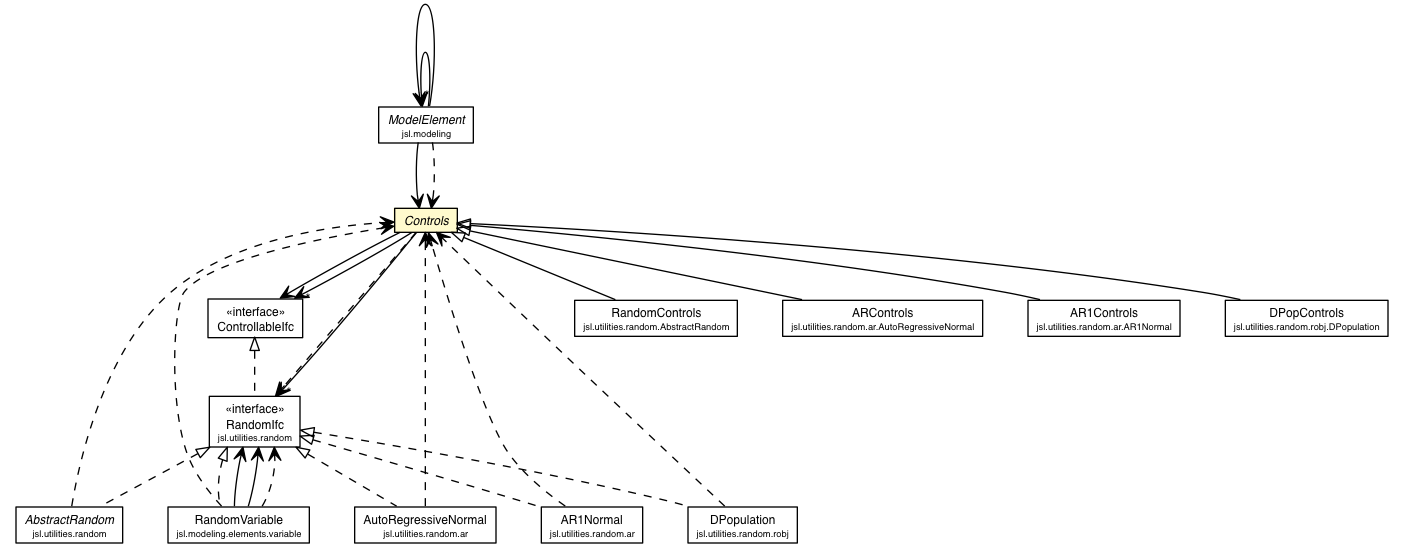 ModelElement
jsl.modeling
Controls
«interface»
ControllableIfc
RandomControls
jsl.utilities.random.AbstractRandom
ARControls
jsl.utilities.random.ar.AutoRegressiveNormal
AR1Controls
jsl.utilities.random.ar.AR1Normal
DPopControls
jsl.utilities.random.robj.DPopulation
«interface»
RandomIfc
jsl.utilities.random
AbstractRandom
jsl.utilities.random
RandomVariable
jsl.modeling.elements.variable
AutoRegressiveNormal
jsl.utilities.random.ar
AR1Normal
jsl.utilities.random.ar
DPopulation
jsl.utilities.random.robj